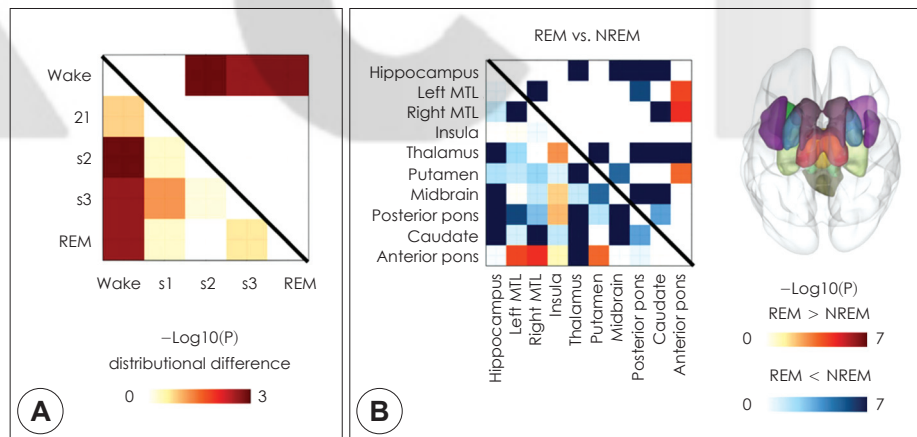 Wake
21
s2
s3
REM
Wake s1 s2 s3 REM
−Log10(P)
distributional difference
0 3
A
REM vs. NREM
Hippocampus
Left MTL
Right MTL
Insula
Thalamus
Putamen
Midbrain
Posterior pons
Caudate
Anterior pons
Hippocampus
Left MTL
Right MTL
Insula
Thalamus
Putamen
Midbrain
Posterior pons
Caudate
Anterior pons
−Log10(P)
REM > NREM
0 7
REM < NREM
0 7
B